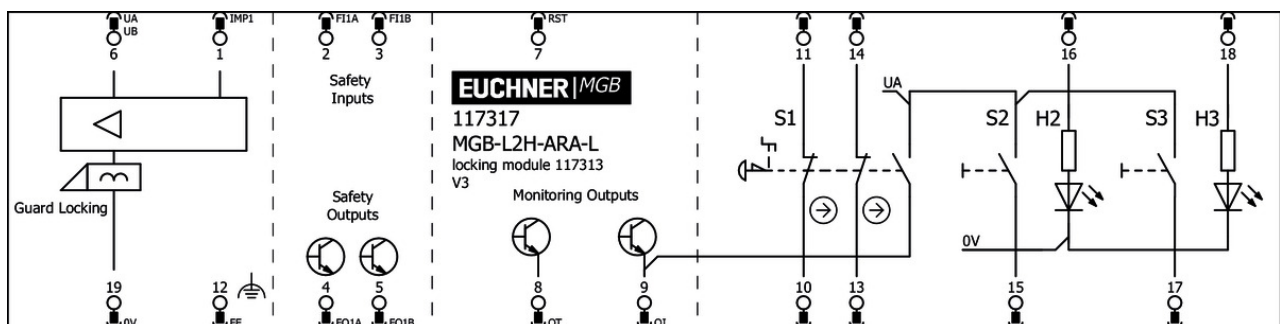 UA
UB
IMP1
FI1A
FI1B
RST
6
1
2
3
7
11
14
16
18
Safety
Inputs
EUCHNER|MGB
117317
MGB-L2H-ARA-L
locking module 117313
V3
UA
S1
S2
H2
S3
H3
Guard Locking
Safety
Outputs
Monitoring Outputs
0V
19
12
4
5
8
9
10
13
15
17
0V
FO1A
FO1B
OT
OI